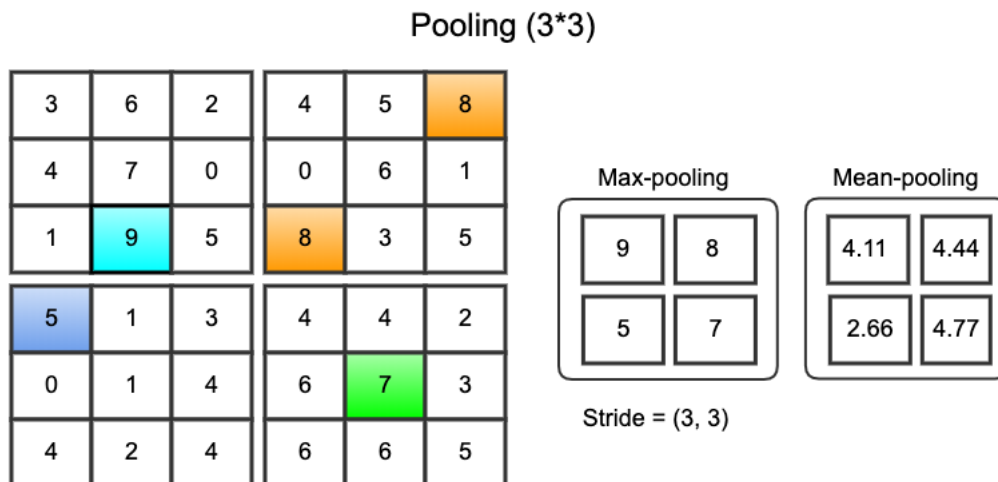 Pooling (3*3)
3 6 2 4 5 8
4 7 0 0 6 1
1 9 5 8 3 5
5 1 3 4 4 2
0 1 4 6 7 3
4 2 4 6 6 5
Max-pooling
9 8
5 7
Mean-pooling
4.11 4.44
2.66 4.77
Stride = (3, 3)